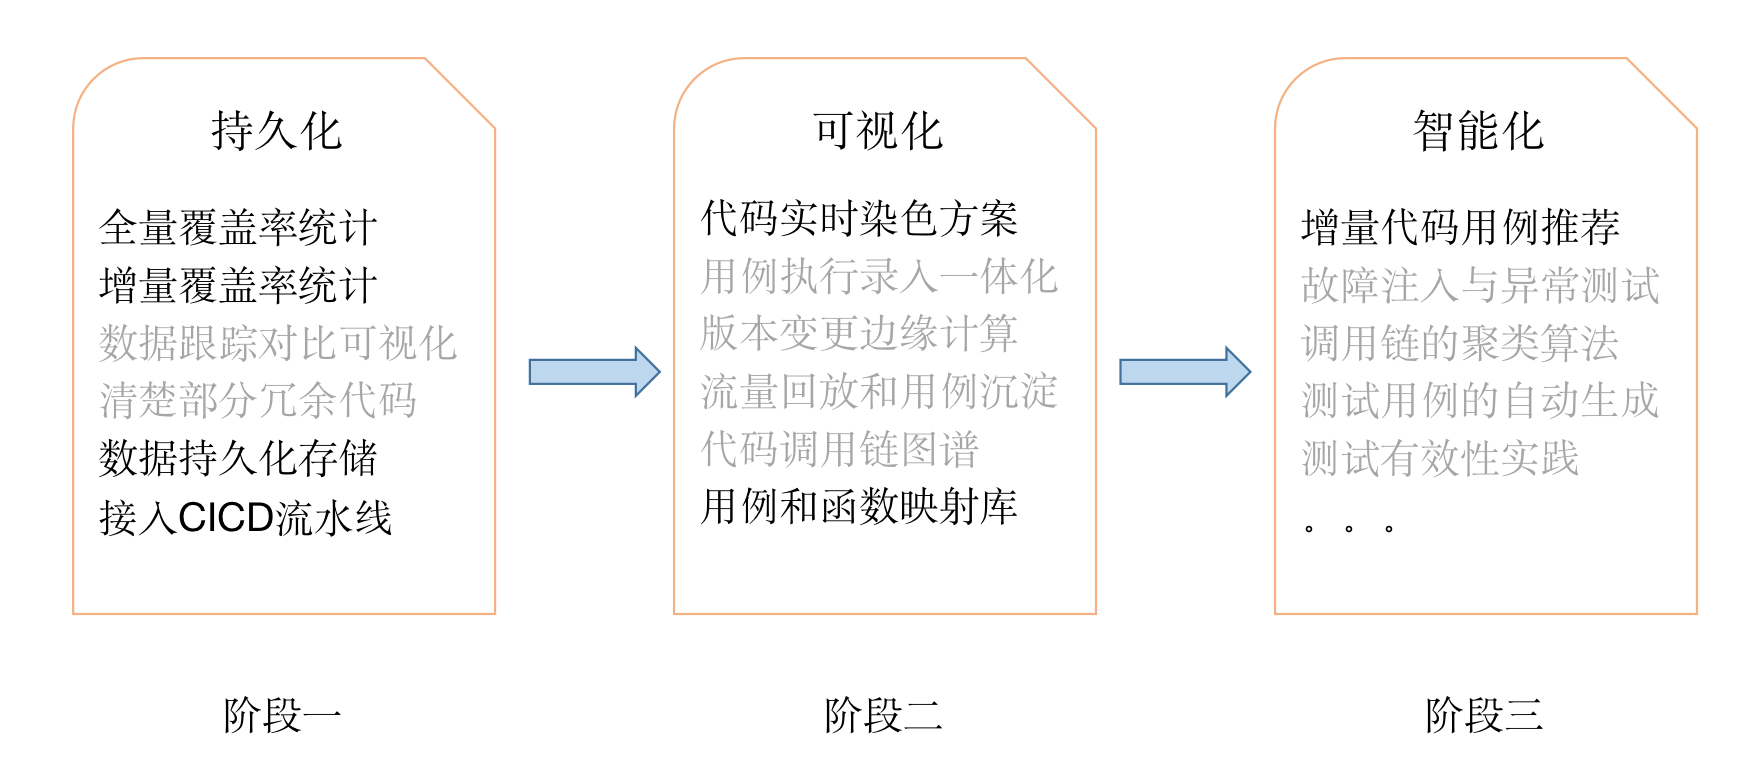 持久化
全量覆盖率统计
增量覆盖率统计
数据跟踪对比可视化
清楚部分冗余代码
数据持久化存储
接入CICD流水线
阶段一
可视化
代码实时染色方案
用例执行录入一体化
版本变更边缘计算
流量回放和用例沉淀
代码调用链图谱
用例和函数映射库
阶段二
智能化
增量代码用例推荐
故障注入与异常测试
调用链的聚类算法
测试用例的自动生成
测试有效性实践
。。。
阶段三